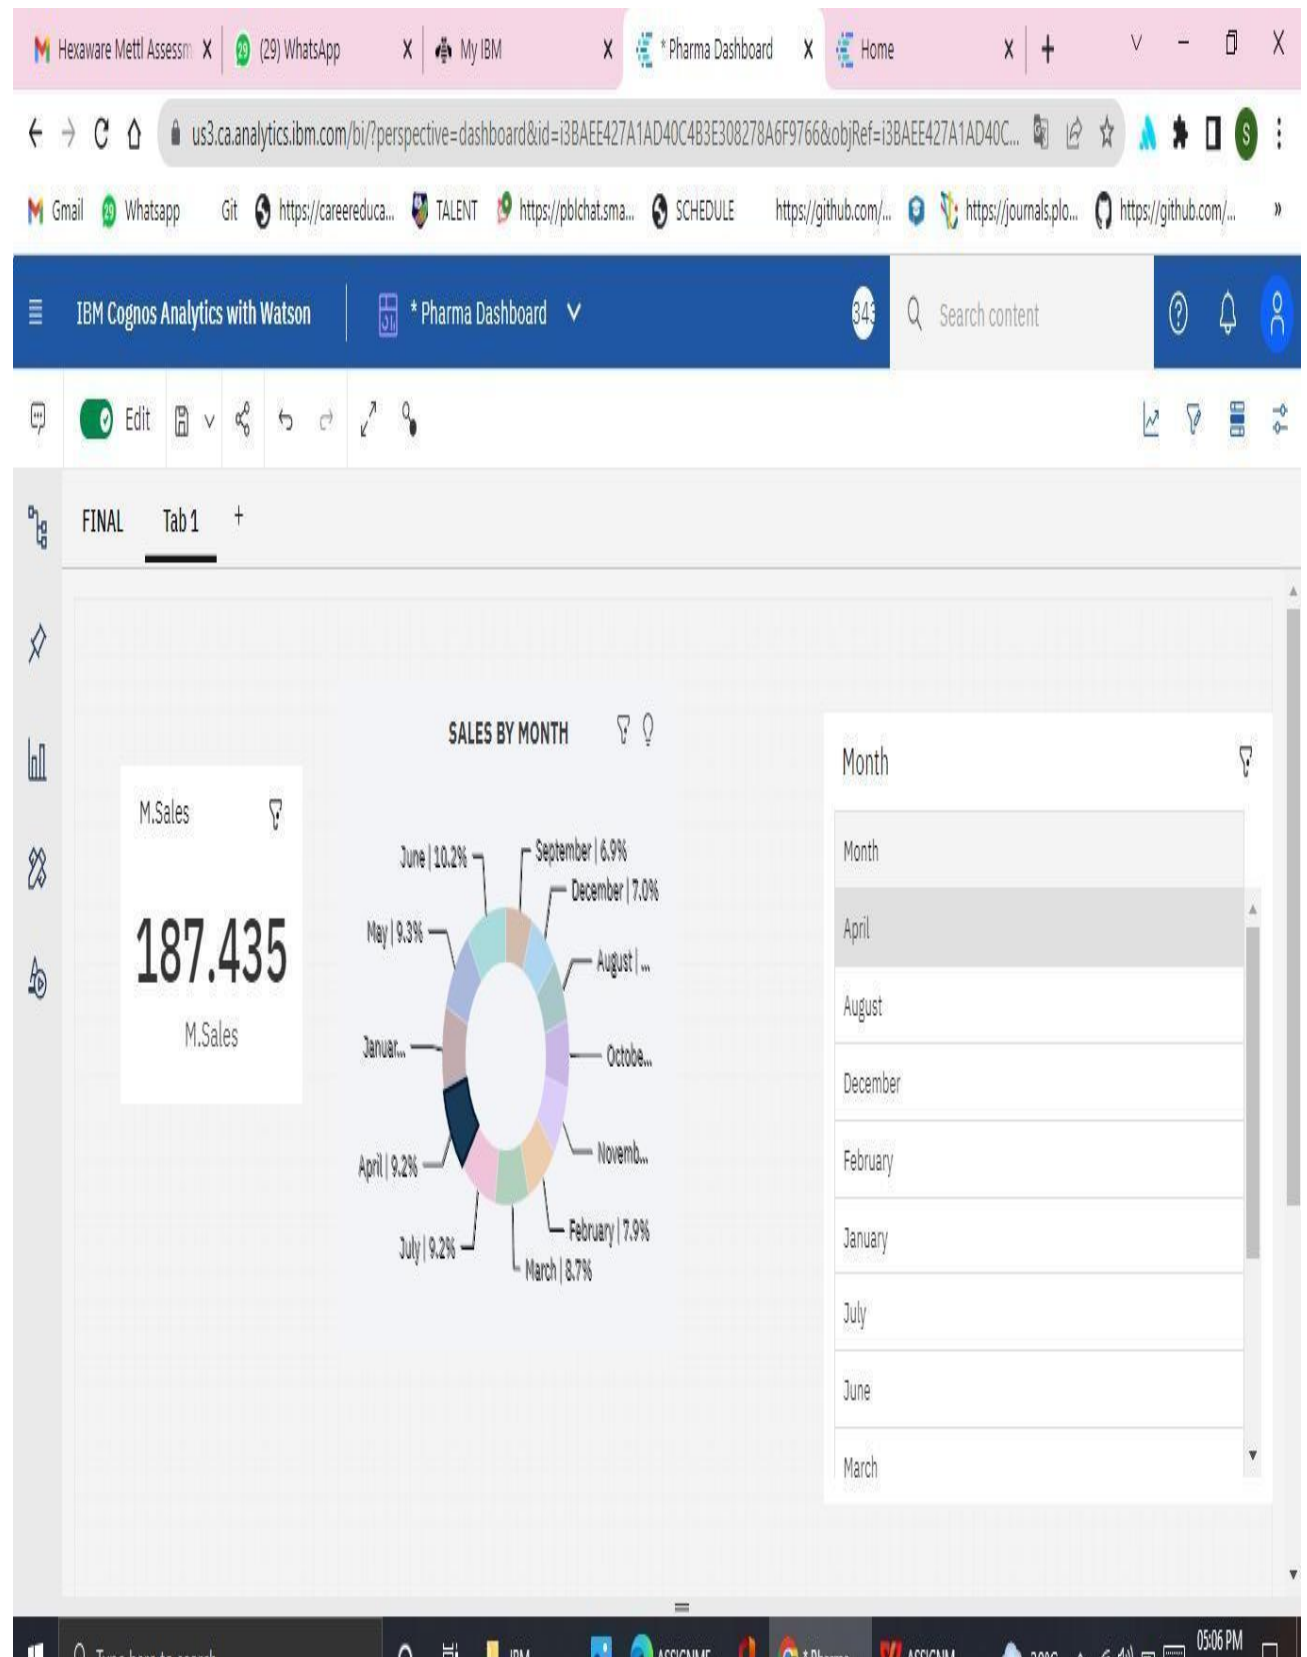 Hexaware Mettl Assessm
29 (29) WhatsApp
My IBM
* Pharma Dashboard
Home
us3.ca.analytics.ibm.com/bi/?perspective=dashboard&id=i3BAEE427A1AD40C4B3E308278A6F9766&objRef=i3BAEE427A1AD40C...
S
Gmail
29 Whatsapp
Git
https://careereduca...
TALENT
https://pblchat.sma...
SCHEDULE
https://github.com/...
https://journals.plo...
https://github.com/...
»
IBM Cognos Analytics with Watson
* Pharma Dashboard
343
Search content
Edit
FINAL
Tab 1
+
M.Sales
187.435
M.Sales
SALES BY MONTH
June | 10.2%
September | 6.9%
December | 7.0%
May | 9.3%
August | ...
Januar...
Octobe...
April | 9.2%
Novemb...
February | 7.9%
July | 9.2%
March | 8.7%
Month
Month
April
August
December
February
January
July
June
March
05:06 PM